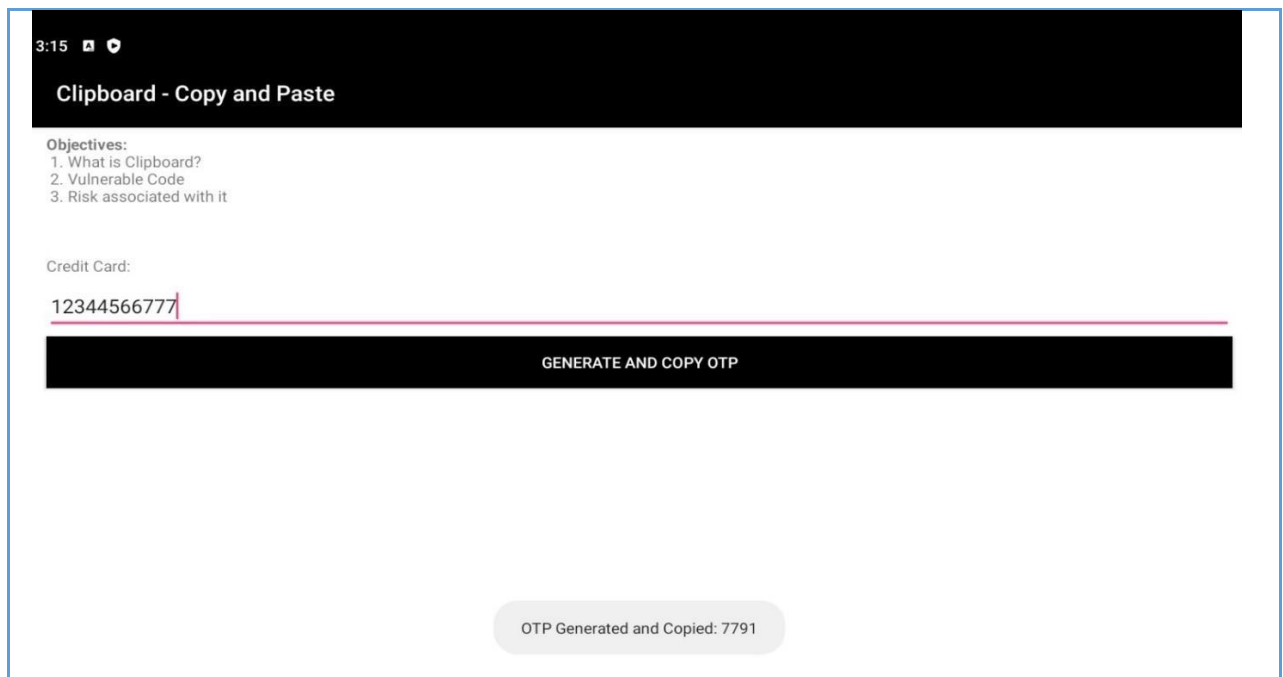 3:15
Clipboard - Copy and Paste
Objectives:
1. What is Clipboard?
2. Vulnerable Code
3. Risk associated with it
Credit Card:
12344566777
GENERATE AND COPY OTP
OTP Generated and Copied: 7791